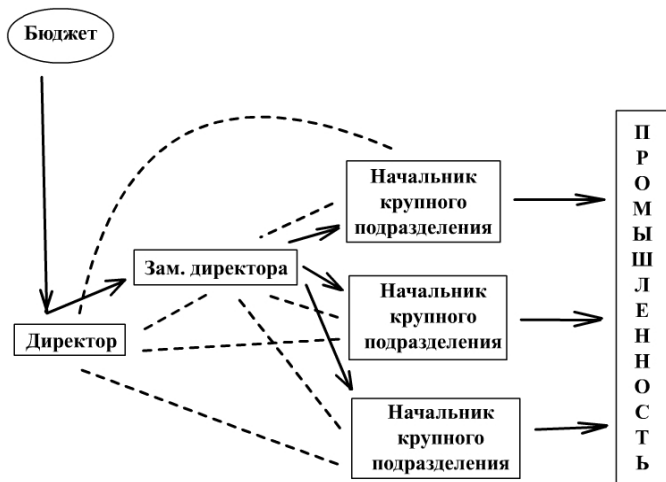 Бюджет
Начальник
крупного
подразделения
Зам. директора
Начальник
крупного
подразделения
Директор
Начальник
крупного
подразделения
П
Р
О
М
Ы
Ш
Л
Е
Н
Н
О
С
Т
Ь